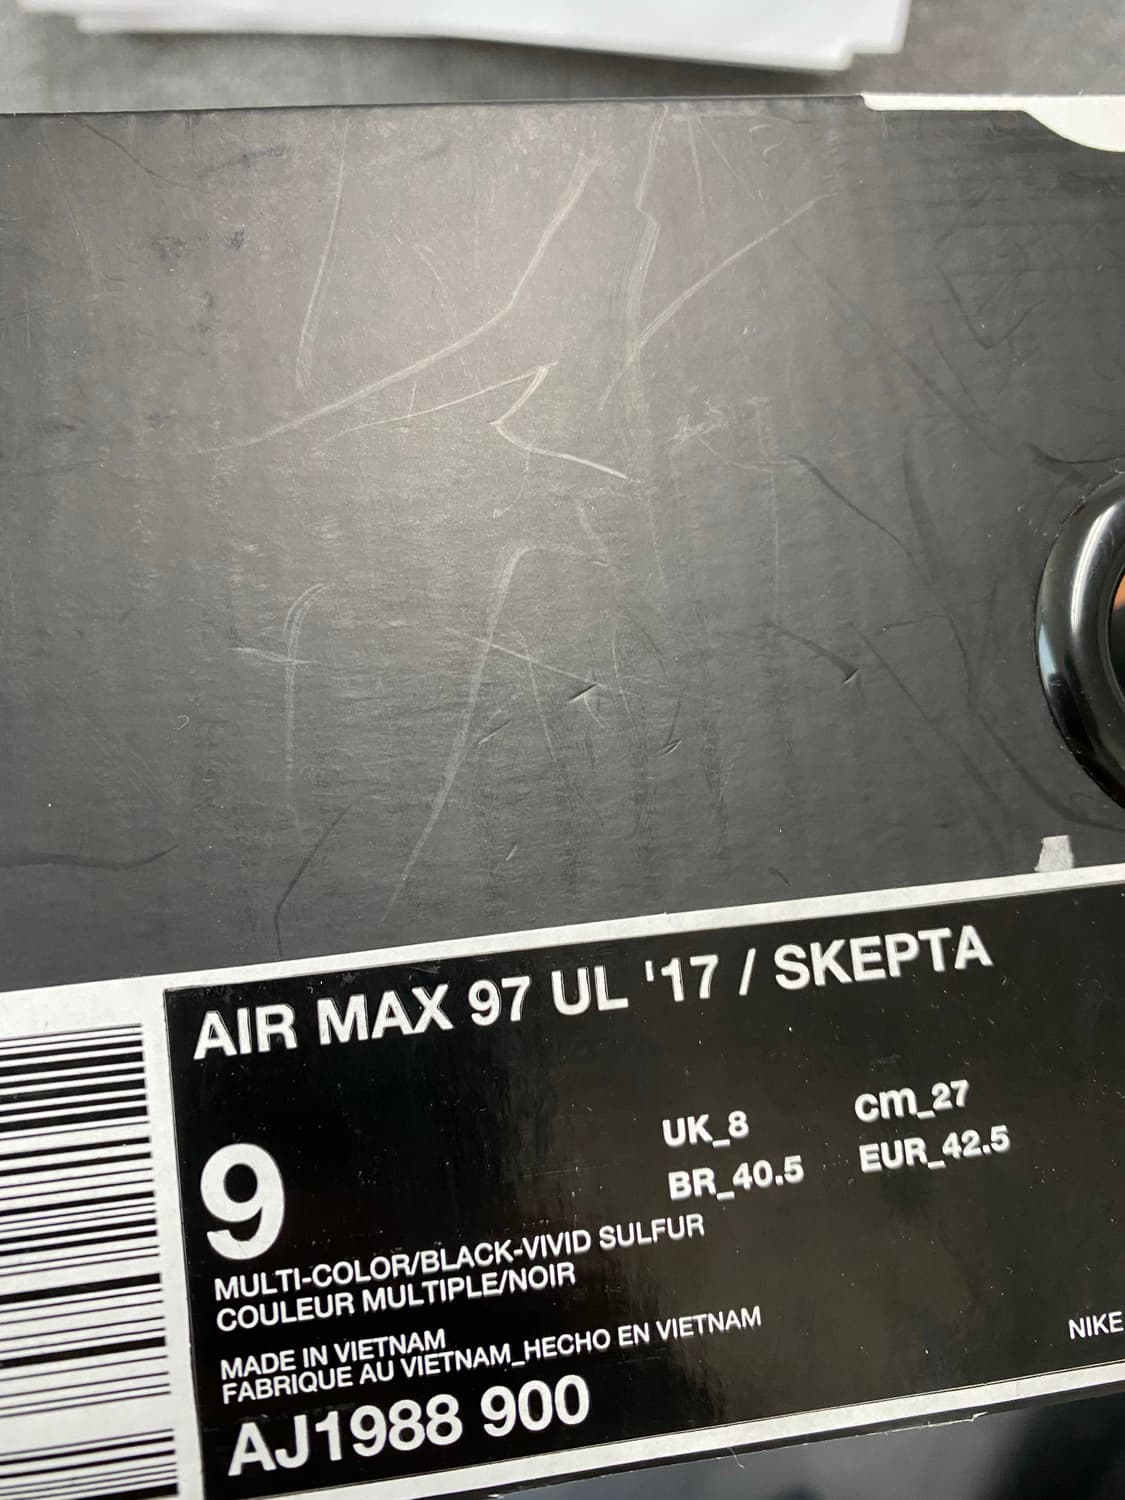 AIR MAX 97 UL '17 / SKEPTA
9
UK_8 cm_27
BR_40.5 EUR_42.5
MULTI-COLOR/BLACK-VIVID SULFUR
COULEUR MULTIPLE/NOIR
MADE IN VIETNAM
FABRIQUE AU VIETNAM_HECHO EN VIETNAM
NIKE
AJ1988 900